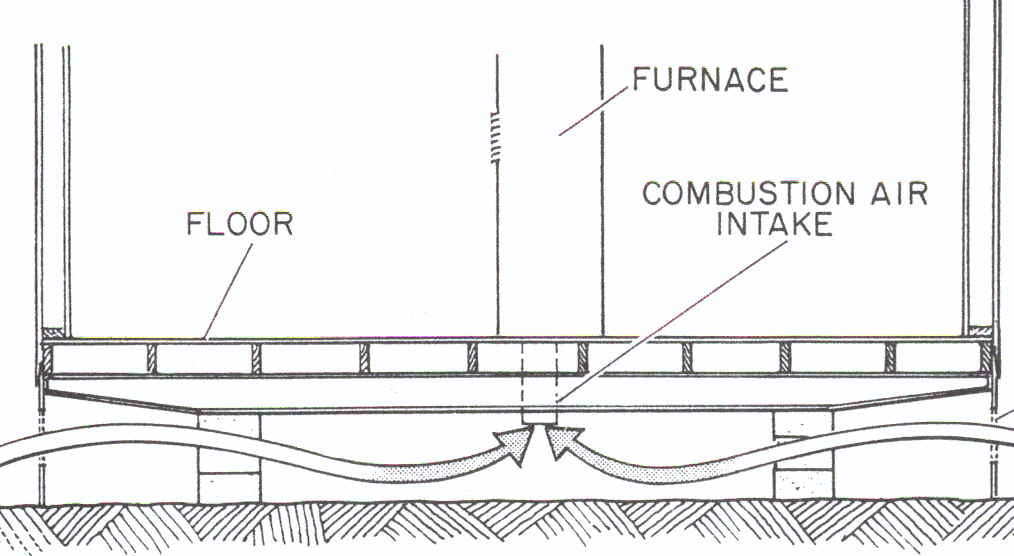 FURNACE
COMBUSTION AIR
INTAKE
FLOOR